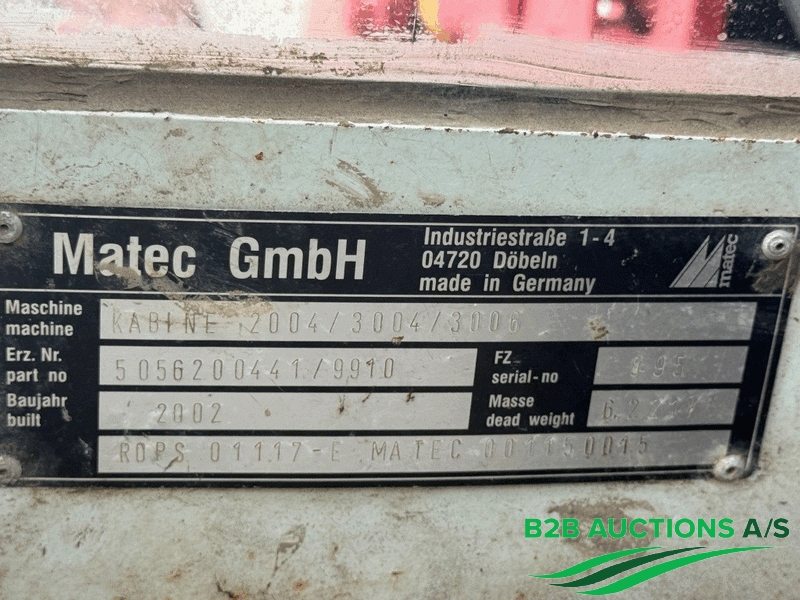 Matec GmbH
Industriestraße 1-4
04720 Döbeln
made in Germany
matec
Maschine
machine
KABINE 2004/3004/3006
Erz. Nr.
part no
5056200441/9910
FZ
serial-no
Baujahr
built
2002
Masse
dead weight
ROPS 01117-E MATEC 001150015
B2B AUCTIONS A/S